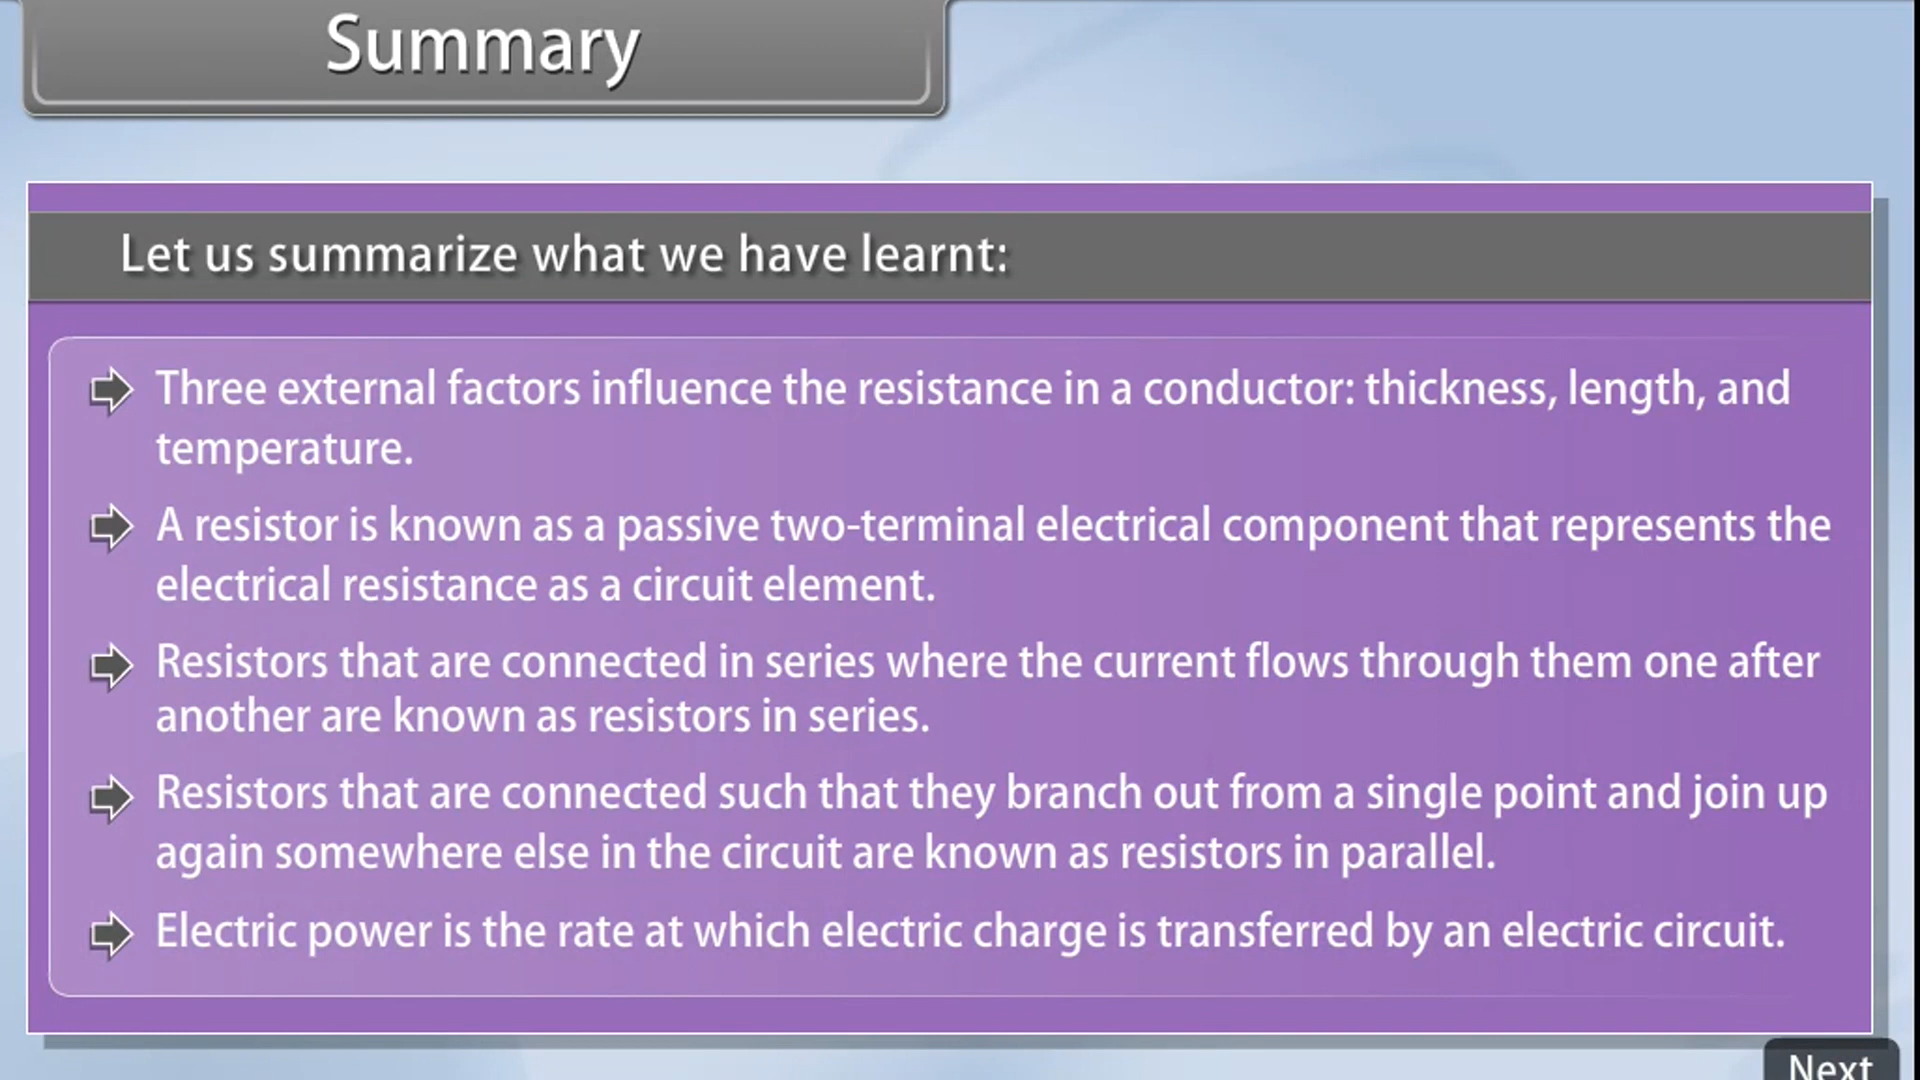 Summary
Let us summarize what we have learnt:
Three external factors influence the resistance in a conductor: thickness, length, and
temperature.
A resistor is known as a passive two-terminal electrical component that represents the
electrical resistance as a circuit element.
Resistors that are connected in series where the current flows through them one after
another are known as resistors in series.
Resistors that are connected such that they branch out from a single point and join up
again somewhere else in the circuit are known as resistors in parallel.
Electric power is the rate at which electric charge is transferred by an electric circuit.
Next